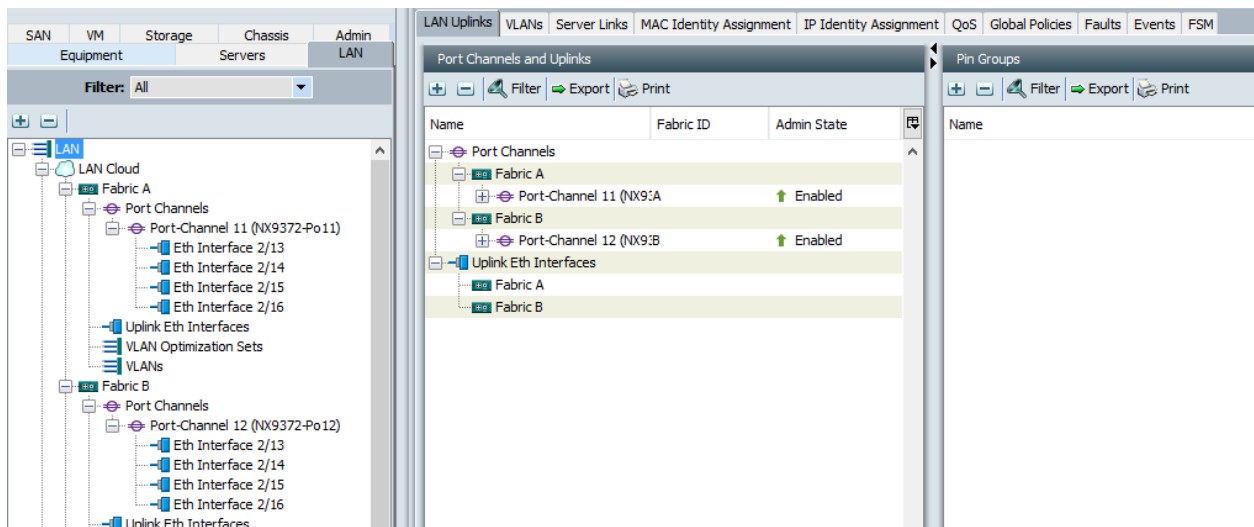 SAN VM Storage Chassis Admin
Equipment Servers LAN
Filter: All
LAN
LAN Cloud
Fabric A
Port Channels
Port-Channel 11 (NX9372-Po11)
Eth Interface 2/13
Eth Interface 2/14
Eth Interface 2/15
Eth Interface 2/16
Uplink Eth Interfaces
VLAN Optimization Sets
VLANs
Fabric B
Port Channels
Port-Channel 12 (NX9372-Po12)
Eth Interface 2/13
Eth Interface 2/14
Eth Interface 2/15
Eth Interface 2/16
Uplink Eth Interfaces
LAN Uplinks VLANs Server Links MAC Identity Assignment IP Identity Assignment QoS Global Policies Faults Events FSM
Port Channels and Uplinks
Filter Export Print
Name Fabric ID Admin State
Port Channels
Fabric A
Port-Channel 11 A Enabled
Fabric B
Port-Channel 12 B Enabled
Uplink Eth Interfaces
Fabric A
Fabric B
Pin Groups
Filter Export Print
Name